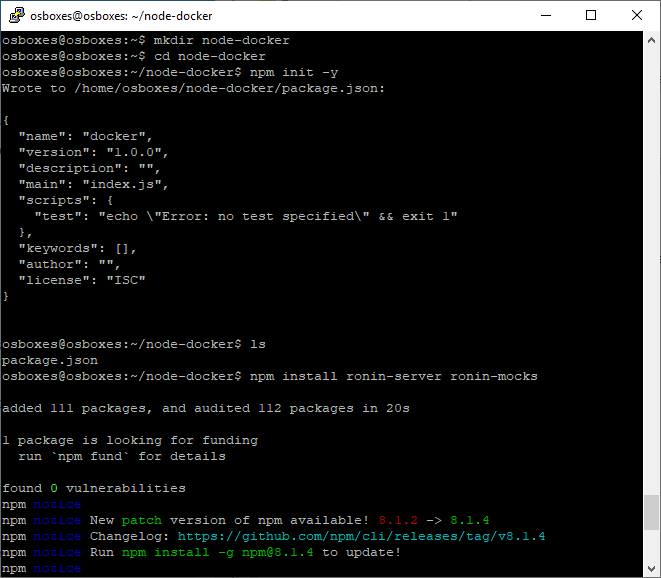 osboxes@osboxes: ~/node-docker
osboxes@osboxes:~$ mkdir node-docker
osboxes@osboxes:~$ cd node-docker
osboxes@osboxes:~/node-docker$ npm init -y
Wrote to /home/osboxes/node-docker/package.json:
{
  "name": "docker",
  "version": "1.0.0",
  "description": "",
  "main": "index.js",
  "scripts": {
    "test": "echo \"Error: no test specified\" && exit 1"
  },
  "keywords": [],
  "author": "",
  "license": "ISC"
}
osboxes@osboxes:~/node-docker$ ls
package.json
osboxes@osboxes:~/node-docker$ npm install ronin-server ronin-mocks
added 111 packages, and audited 112 packages in 20s
1 package is looking for funding
  run `npm fund` for details
found 0 vulnerabilities
npm notice
npm notice New patch version of npm available! 8.1.2 -> 8.1.4
npm notice Changelog: https://github.com/npm/cli/releases/tag/v8.1.4
npm notice Run npm install -g npm@8.1.4 to update!
npm notice